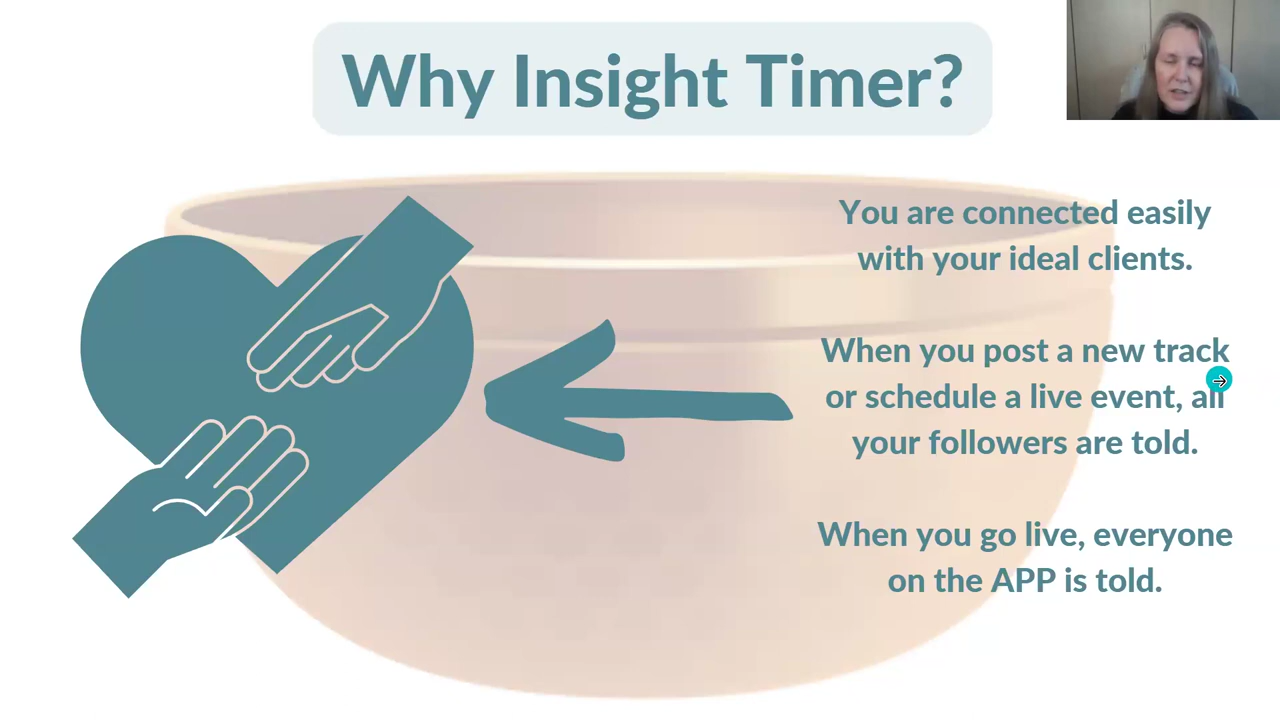 Why Insight Timer?
You are connected easily
with your ideal clients.
When you post a new track
or schedule a live event, all
your followers are told.
When you go live, everyone
on the APP is told.